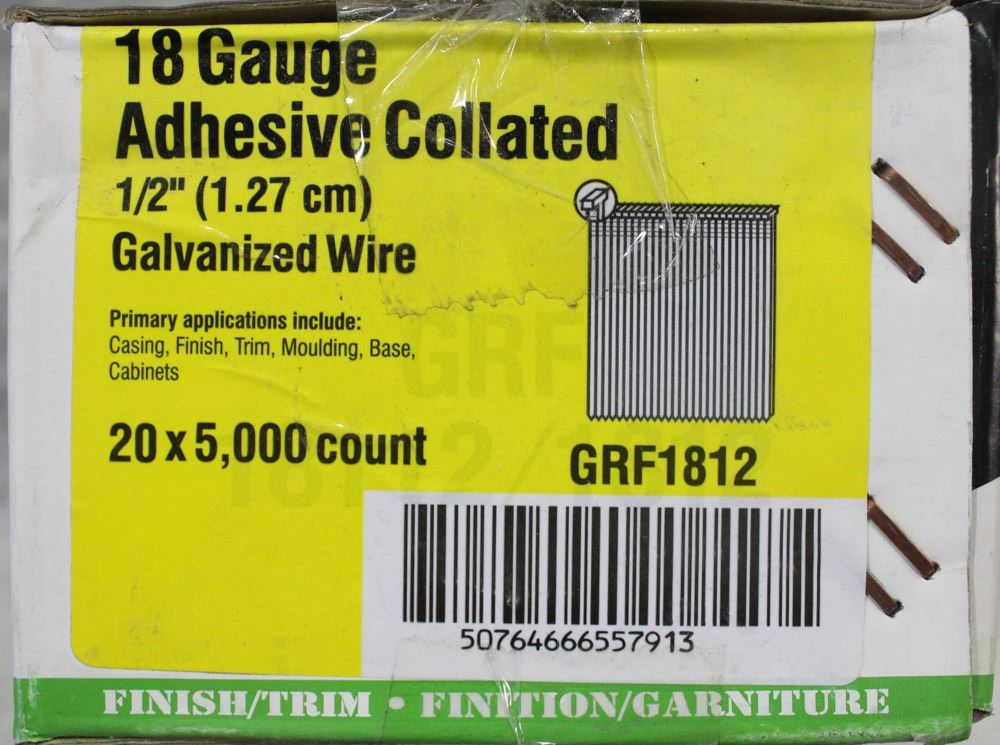 18 Gauge
Adhesive Collated
1/2" (1.27 cm)
Galvanized Wire
Primary applications include:
Casing, Finish, Trim, Moulding, Base,
Cabinets
GRF
20 x 5,000 count
GRF1812
50764666557913
FINISH/TRIM • FINITION/GARNITURE